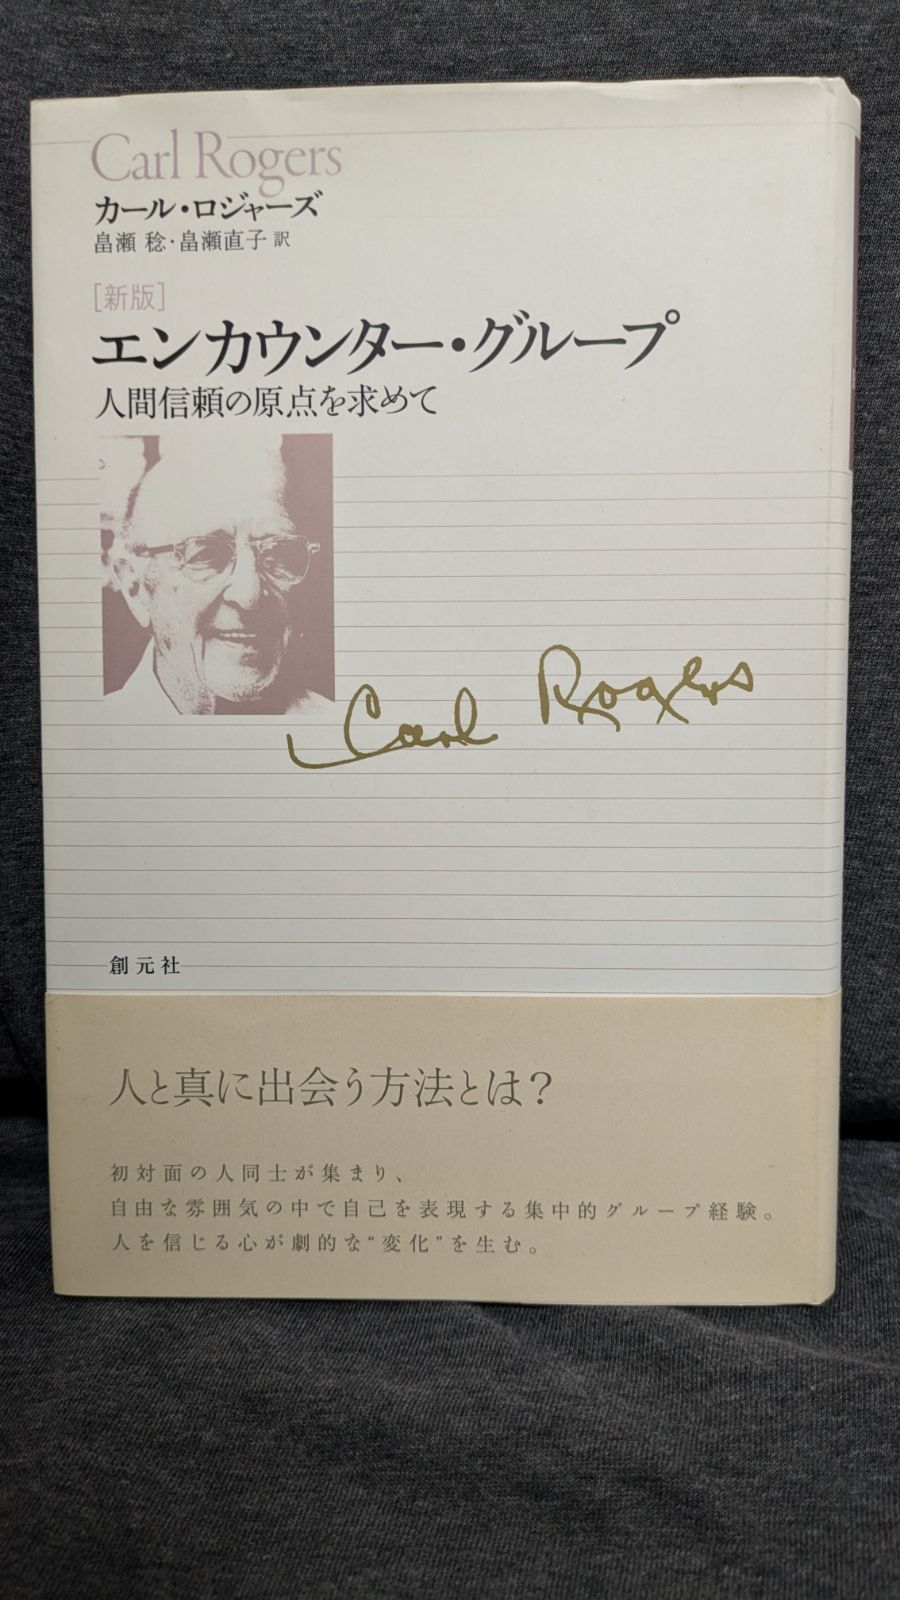 Carl Rogers
カール・ロジャーズ
畠瀬 稔・畠瀬直子 訳
［新版］
エンカウンター・グループ
人間信頼の原点を求めて
Carl Rogers
創元社
人と真に出会う方法とは？
初対面の人同士が集まり、
自由な雰囲気の中で自己を表現する集中的グループ経験。
人を信じる心が劇的な“変化”を生む。